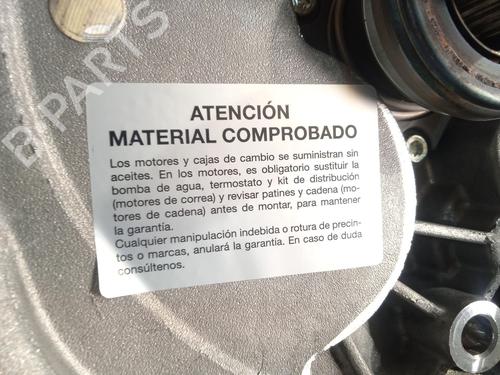 B-PARTS
ATENCIÓN
MATERIAL COMPROBADO
Los motores y cajas de cambio se suministran sin
aceites. En los motores, es obligatorio sustituir la
bomba de agua, termostato y kit de distribución
(motores de correa) y revisar patines y cadena (mo-
tores de cadena) antes de montar, para mantener
la garantía.
Cualquier manipulación indebida o rotura de precin-
tos o marcas, anulará la garantía. En caso de duda
consúltenos.